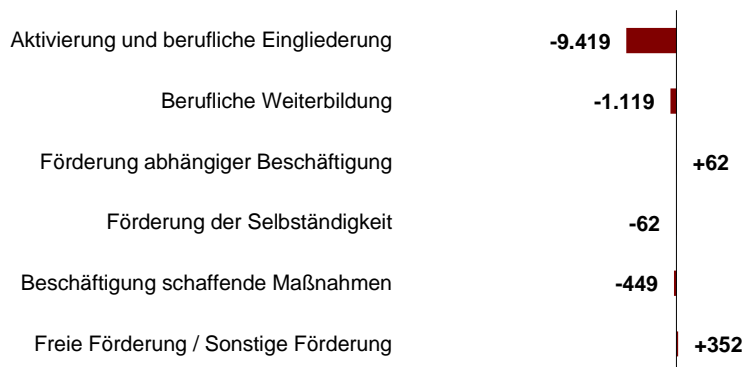 Aktivierung und berufliche Eingliederung -9.419
Berufliche Weiterbildung -1.119
Förderung abhängiger Beschäftigung +62
Förderung der Selbständigkeit -62
Beschäftigung schaffende Maßnahmen -449
Freie Förderung / Sonstige Förderung +352